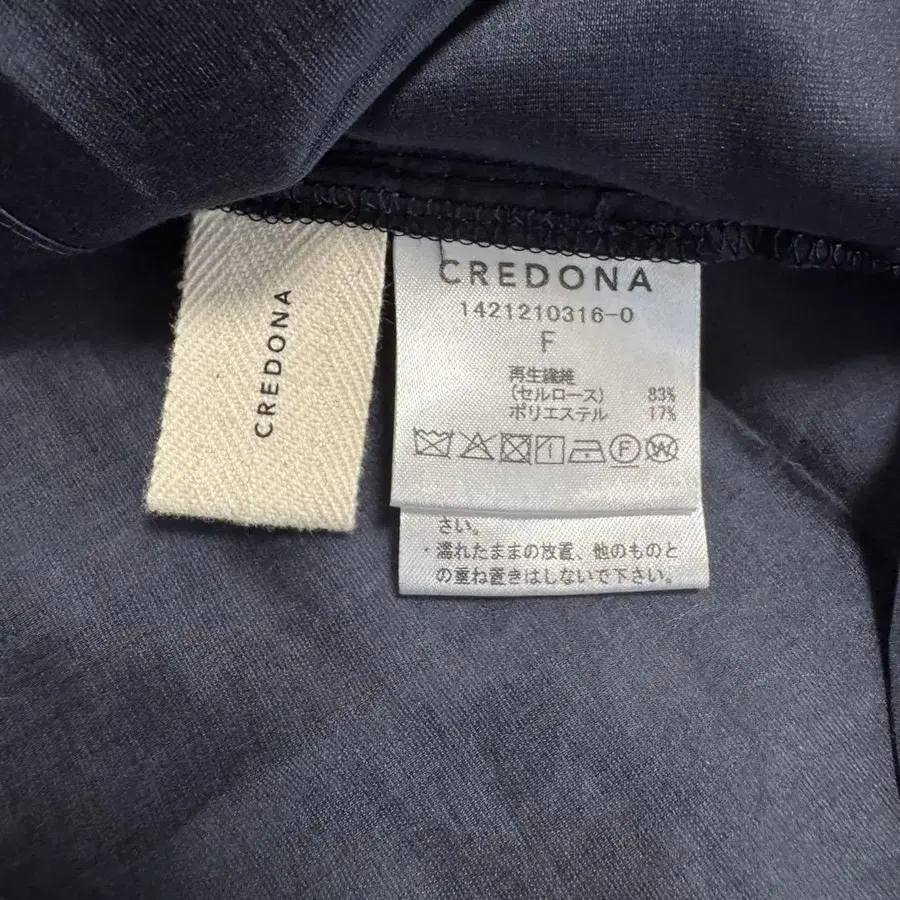 CREDONA
CREDONA
1421210316-0
F
再生繊維
(セルロース) 83%
ポリエステル 17%
さい。
・濡れたままの放置、他のものと
の重ね置きはしないで下さい。